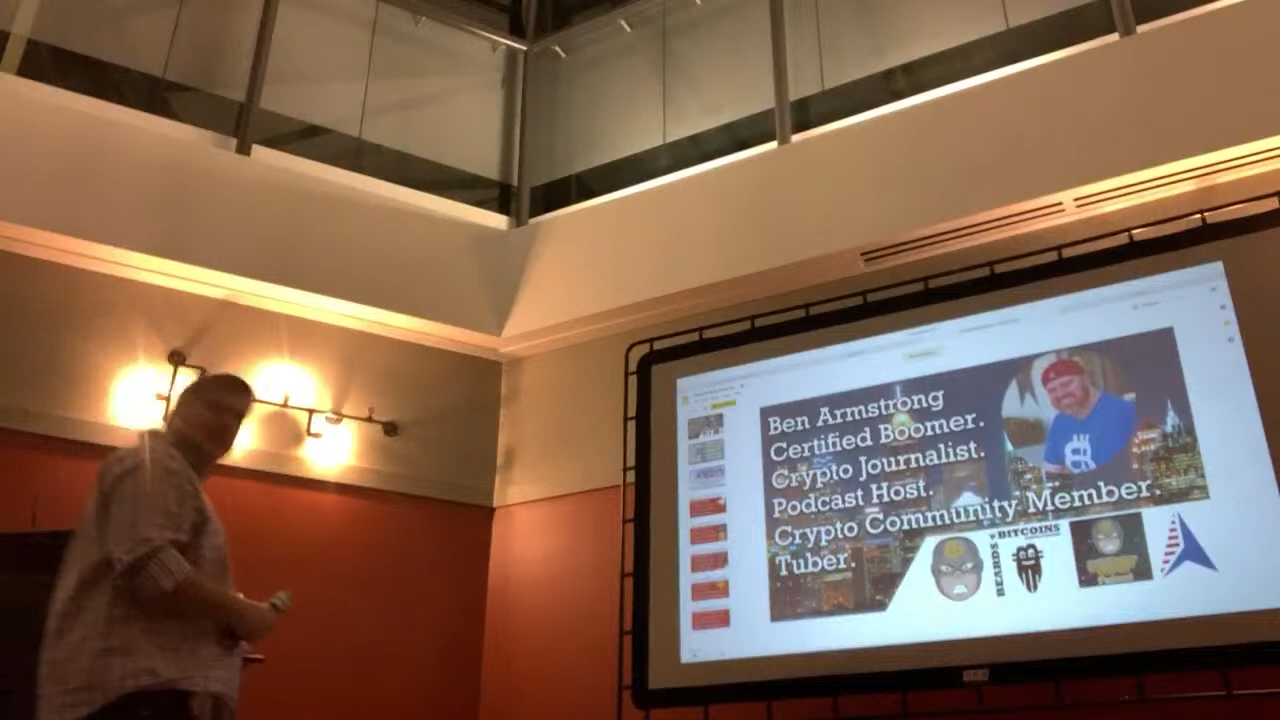 Ben Armstrong
Certified Boomer.
Crypto Journalist.
Podcast Host.
Crypto Community Member.
Tuber.
BEARDS
BITCOINS